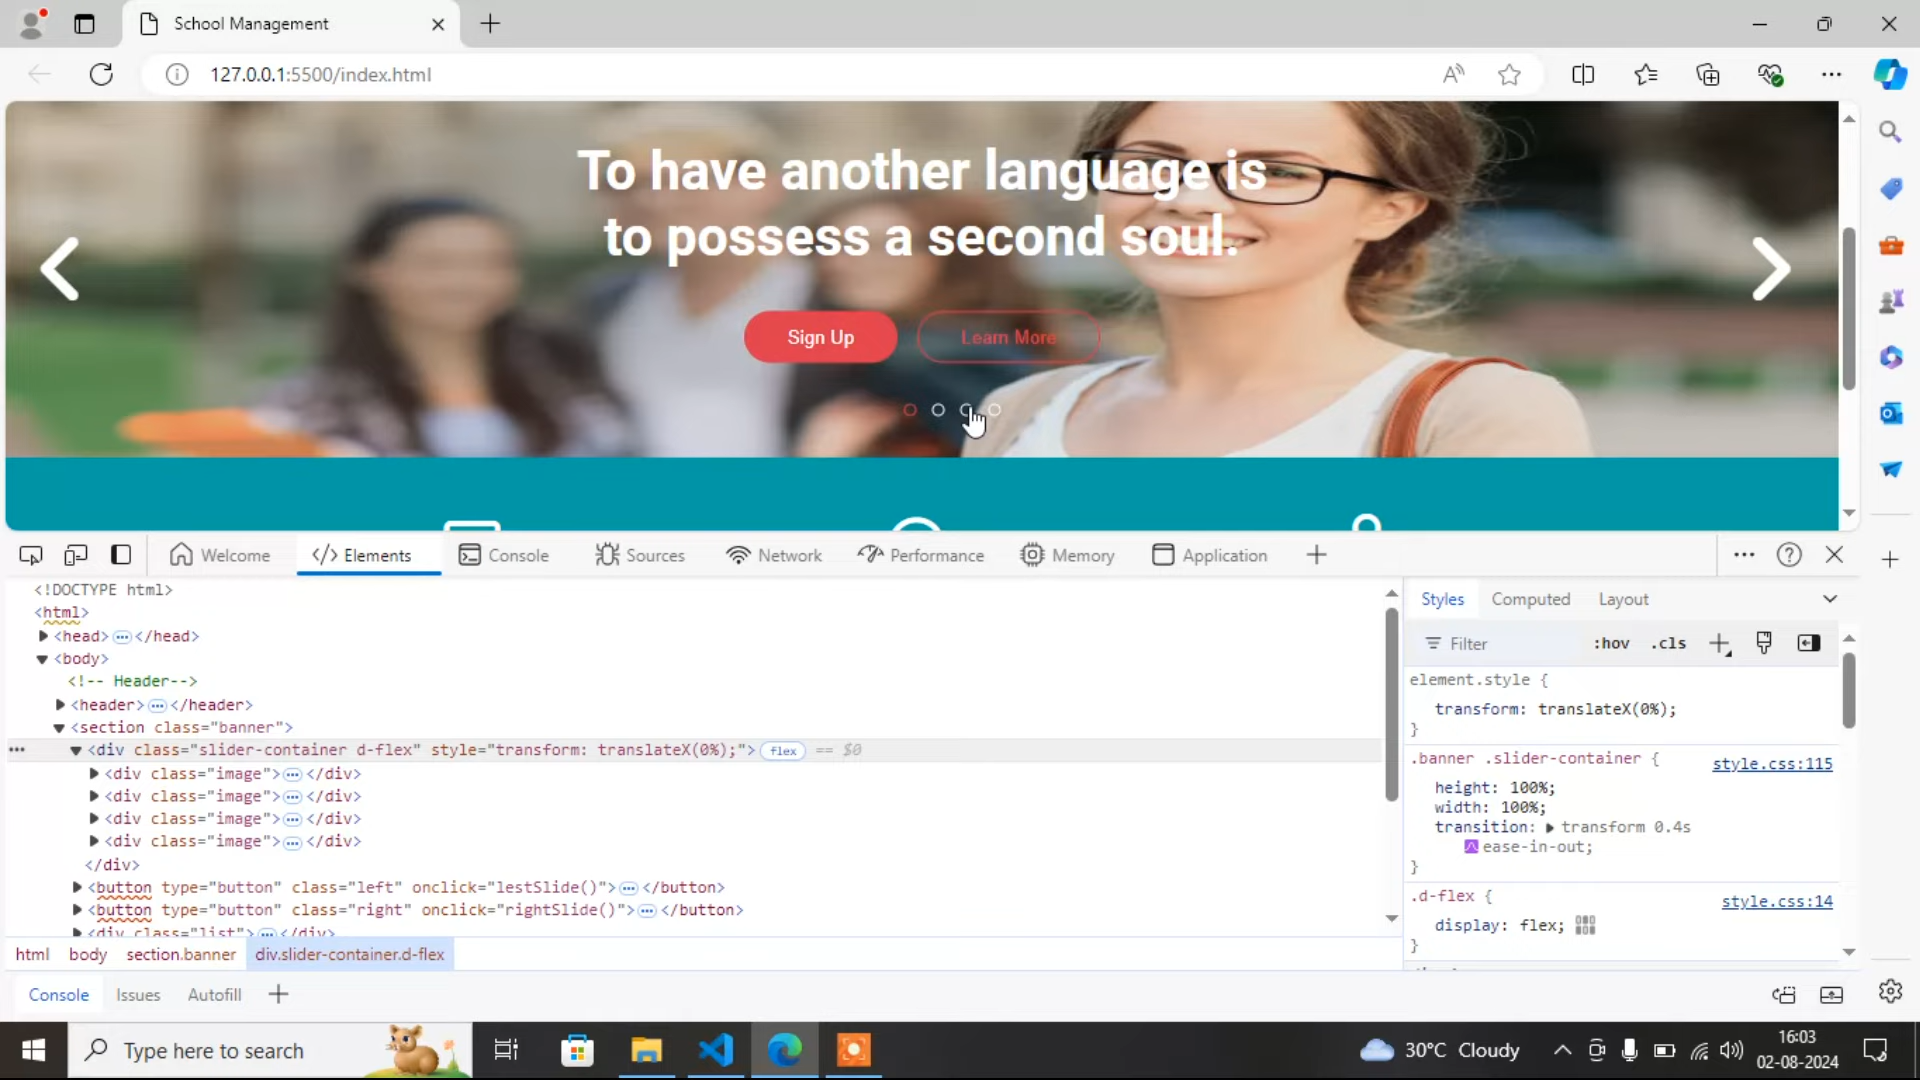 School Management
127.0.0.1:5500/index.html
To have another language is
to possess a second soul.
Sign Up
Learn More
Welcome
</> Elements
Console
Sources
Network
Performance
Memory
Application
<!DOCTYPE html>
<html>
<head>…</head>
<body>
<!-- Header-->
<header>…</header>
<section class="banner">
<div class="slider-container d-flex" style="transform: translateX(0%);"> flex == $0
<div class="image">…</div>
<div class="image">…</div>
<div class="image">…</div>
<div class="image">…</div>
</div>
<button type="button" class="left" onclick="lestSlide()">…</button>
<button type="button" class="right" onclick="rightSlide()">…</button>
<div class="list">…</div>
html body section.banner div.slider-container.d-flex
Styles Computed Layout
Filter :hov .cls
element.style {
transform: translateX(0%);
}
.banner .slider-container { style.css:115
height: 100%;
width: 100%;
transition: transform 0.4s
ease-in-out;
}
.d-flex { style.css:14
display: flex;
}
Console Issues Autofill
Type here to search
30°C Cloudy
16:03
02-08-2024